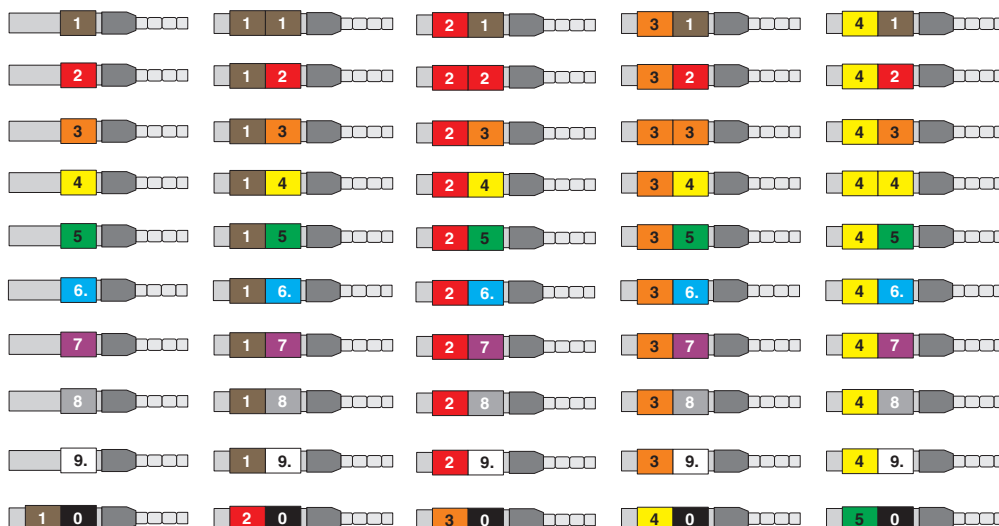 1 1 1 2 1 3 1 4 1
2 1 2 2 2 3 2 4 2
3 1 3 2 3 3 3 4 3
4 1 4 2 4 3 4 4 4
5 1 5 2 5 3 5 4 5
6. 1 6. 2 6. 3 6. 4 6.
7 1 7 2 7 3 7 4 7
8 1 8 2 8 3 8 4 8
9. 1 9. 2 9. 3 9. 4 9.
1 0 2 0 3 0 4 0 5 0